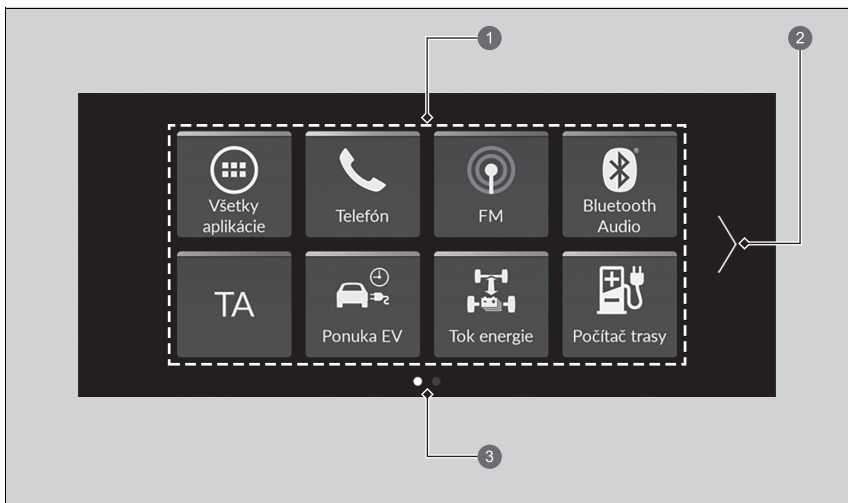 1
2
Všetky
aplikácie
Telefón
FM
Bluetooth®
Audio
TA
Ponuka EV
Tok energie
Počítač trasy
3